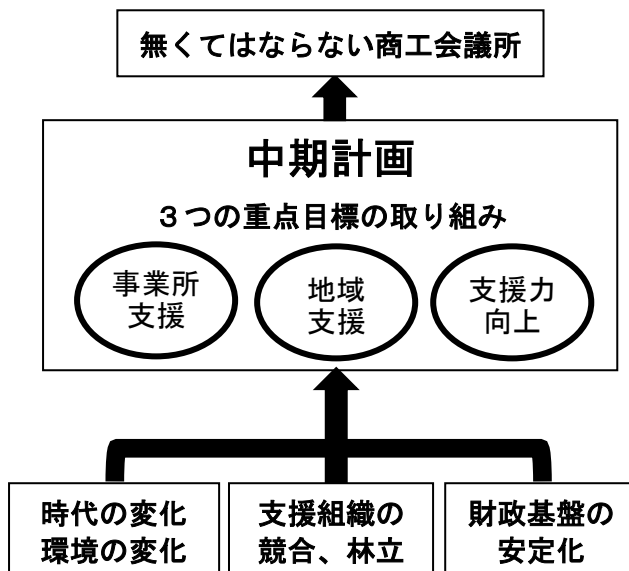 無くてはならない商工会議所
中期計画
３つの重点目標の取り組み
事業所
支援
地域
支援
支援力
向上
時代の変化
環境の変化
支援組織の
競合、林立
財政基盤の
安定化